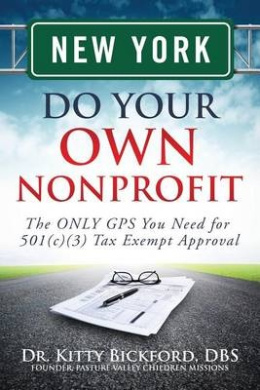 NEW YORK
DO YOUR
OWN
NONPROFIT
The ONLY GPS You Need for
501(c)(3) Tax Exempt Approval
DR. KITTY BICKFORD, DBS
FOUNDER, PASTURE VALLEY CHILDREN MISSIONS